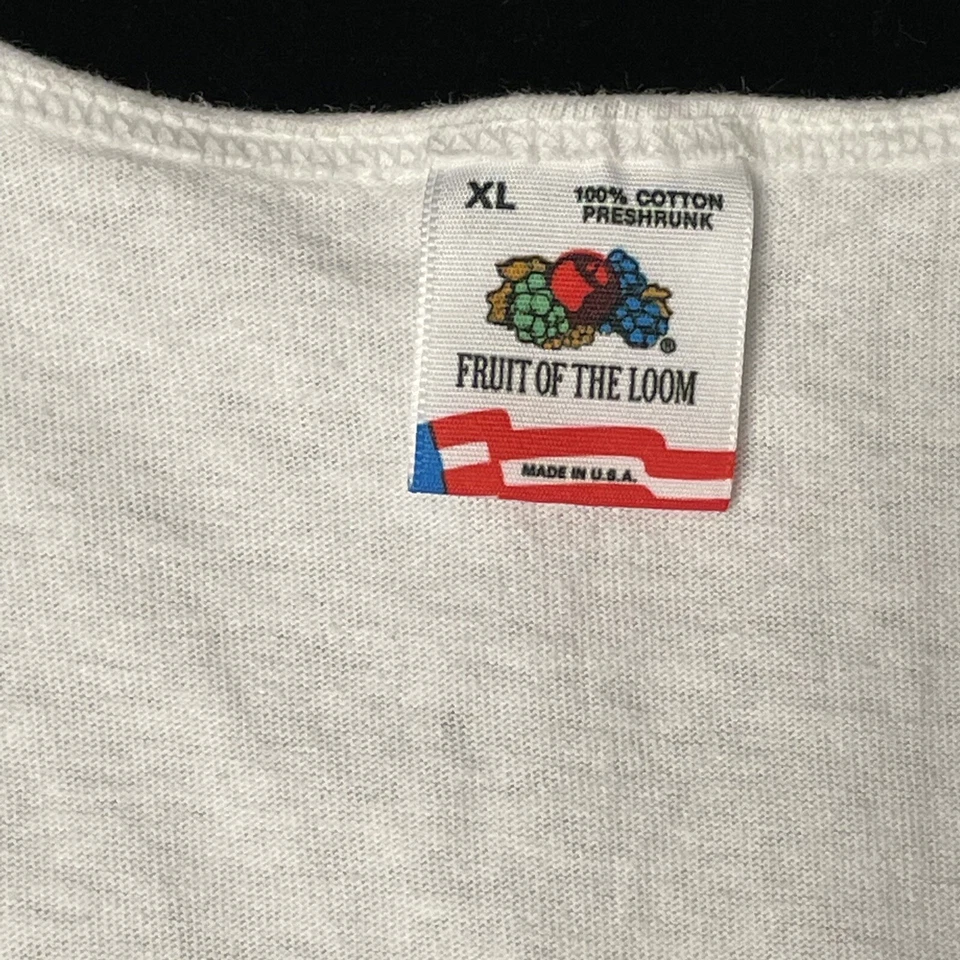 XL
100% COTTON
PRESHRUNK
®
FRUIT OF THE LOOM
MADE IN U.S.A.